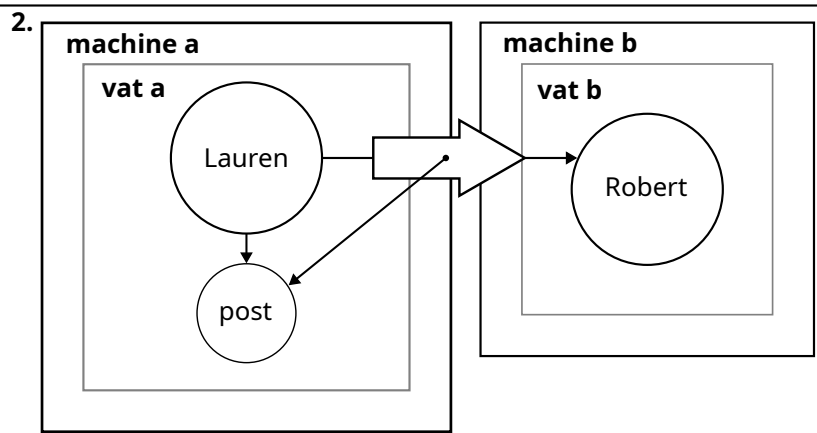 2.
machine a
machine b
vat a
vat b
Lauren
Robert
post